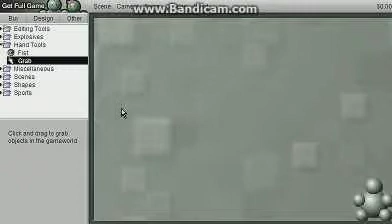 Get Full Game
www.Bandicam.com
Scene
Buy
Design
Other
Editing Tools
Explosives
Hand Tools
Fist
Grab
Miscellaneous
Scenes
Shapes
Sports
Click and drag to grab
objects in the gameworld